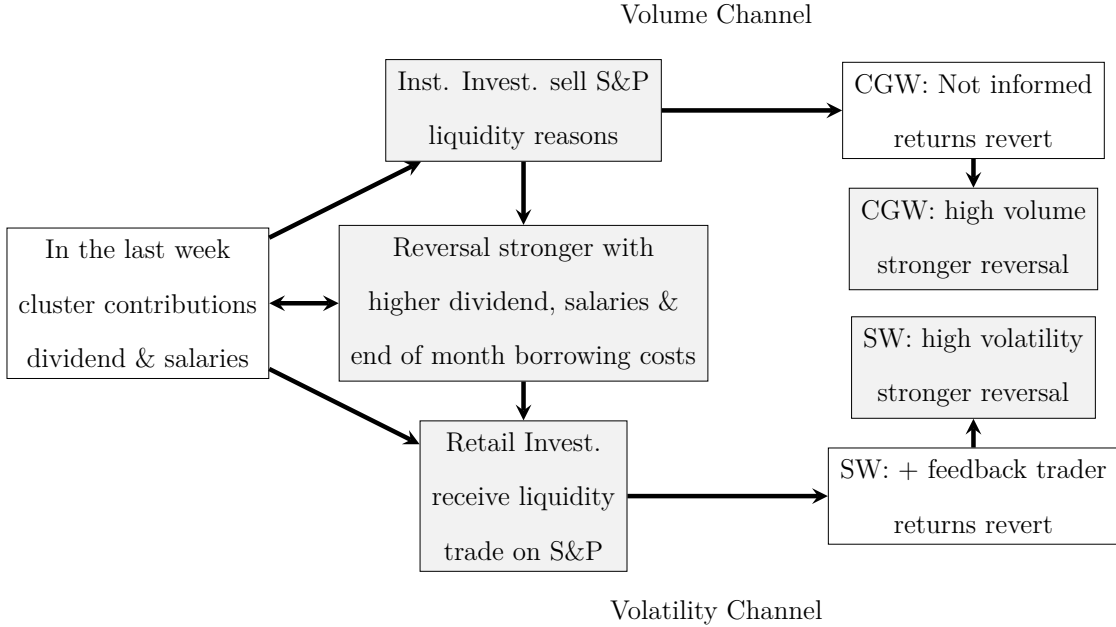 Volume Channel
Inst. Invest. sell S&P
liquidity reasons
CGW: Not informed
returns revert
CGW: high volume
stronger reversal
In the last week
cluster contributions
dividend & salaries
Reversal stronger with
higher dividend, salaries &
end of month borrowing costs
SW: high volatility
stronger reversal
Retail Invest.
receive liquidity
trade on S&P
SW: + feedback trader
returns revert
Volatility Channel